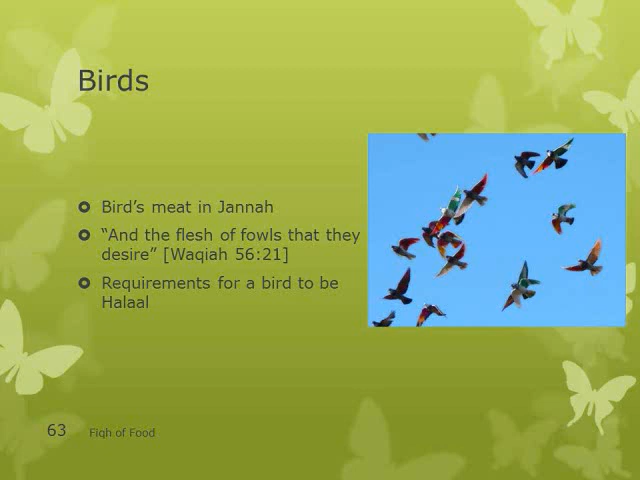 Birds
Bird’s meat in Jannah
“And the flesh of fowls that they
desire” [Waqiah 56:21]
Requirements for a bird to be
Halaal
63 Fiqh of Food